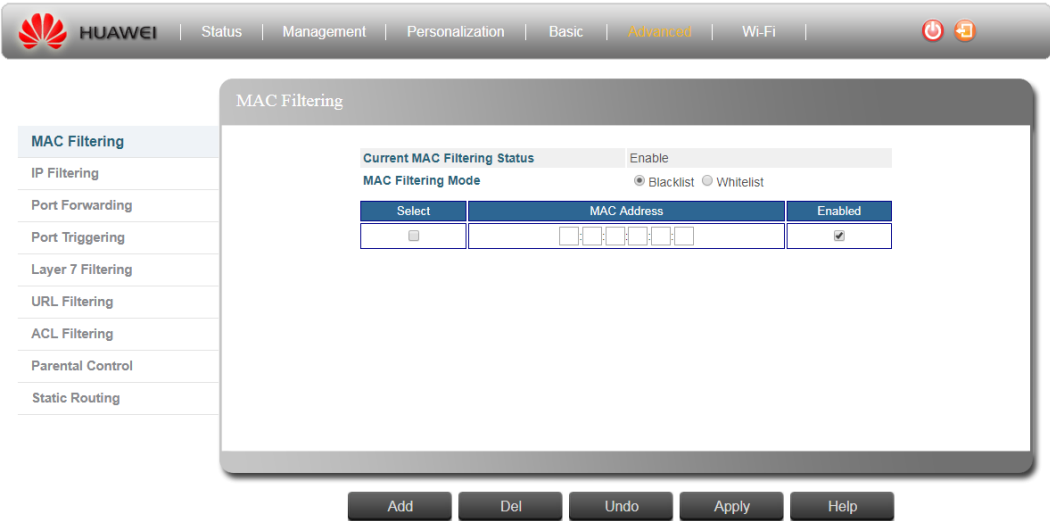 HUAWEI | Status | Management | Personalization | Basic | Advanced | Wi-Fi |
MAC Filtering
MAC Filtering
IP Filtering
Port Forwarding
Port Triggering
Layer 7 Filtering
URL Filtering
ACL Filtering
Parental Control
Static Routing
Current MAC Filtering Status Enable
MAC Filtering Mode Blacklist Whitelist
Select MAC Address Enabled
: : : : :
Add Del Undo Apply Help